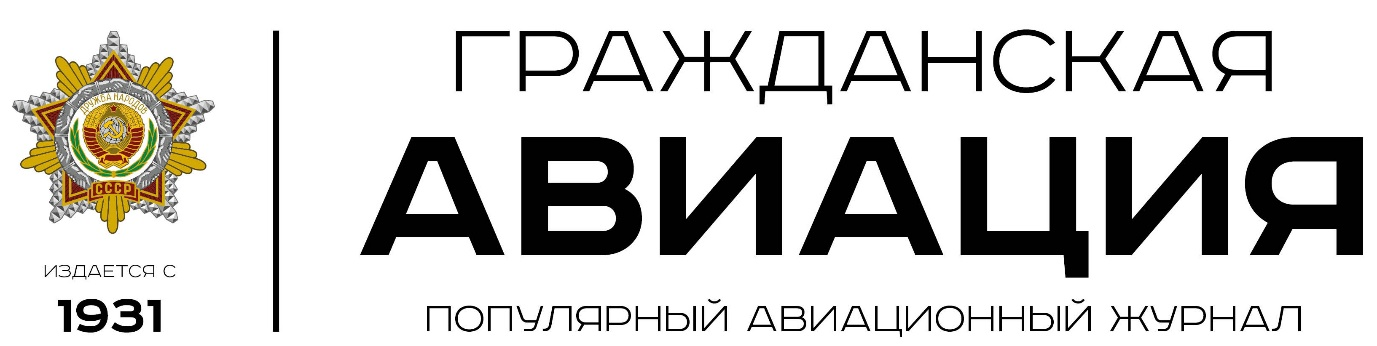 ДРУЖБА НАРОДОВ
СССР
ИЗДАЕТСЯ С
1931
ГРАЖДАНСКАЯ
АВИАЦИЯ
ПОПУЛЯРНЫЙ АВИАЦИОННЫЙ ЖУРНАЛ